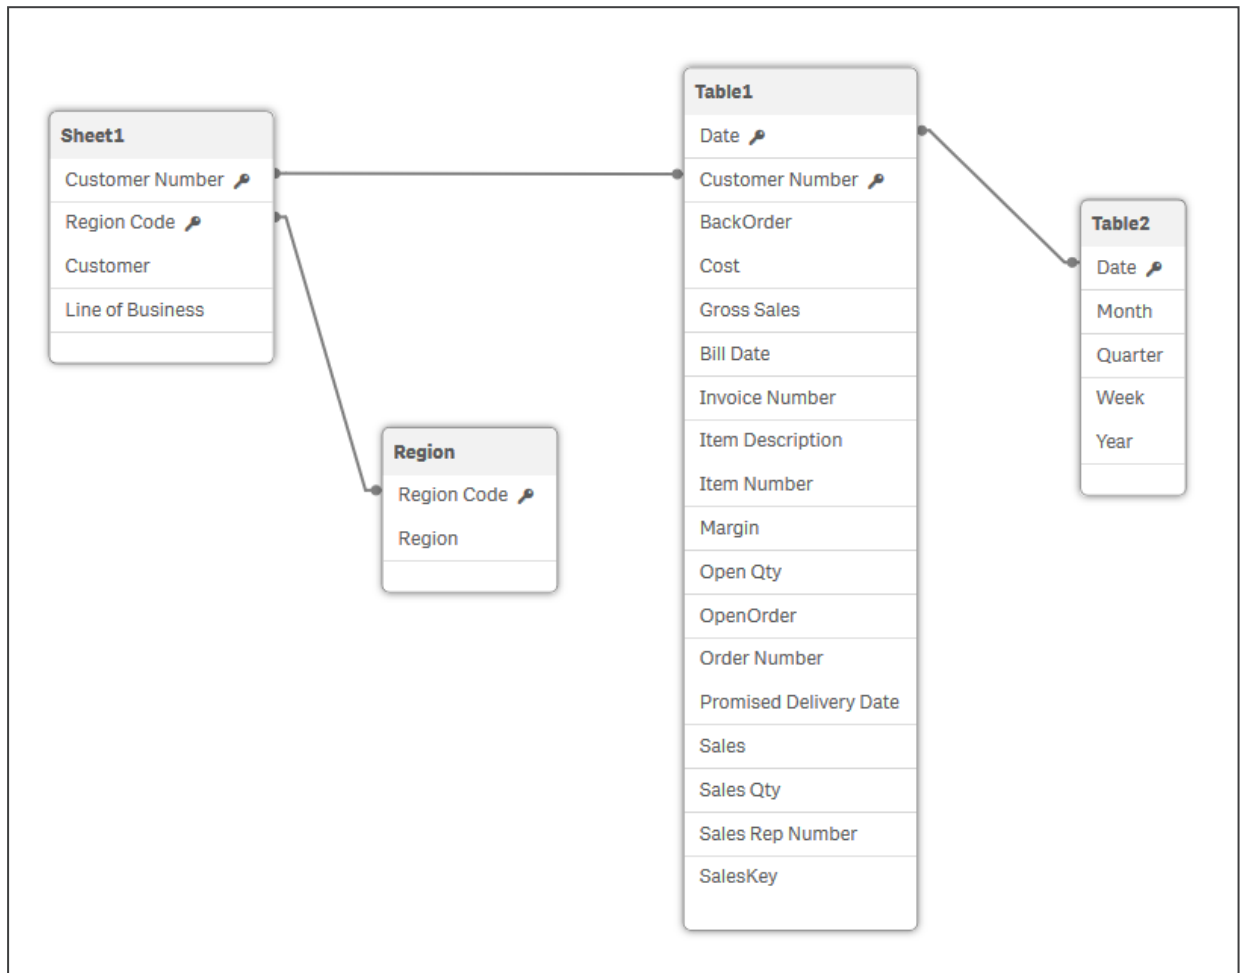 Sheet1
Customer Number
Region Code
Customer
Line of Business
Region
Region Code
Region
Table1
Date
Customer Number
BackOrder
Cost
Gross Sales
Bill Date
Invoice Number
Item Description
Item Number
Margin
Open Qty
OpenOrder
Order Number
Promised Delivery Date
Sales
Sales Qty
Sales Rep Number
SalesKey
Table2
Date
Month
Quarter
Week
Year